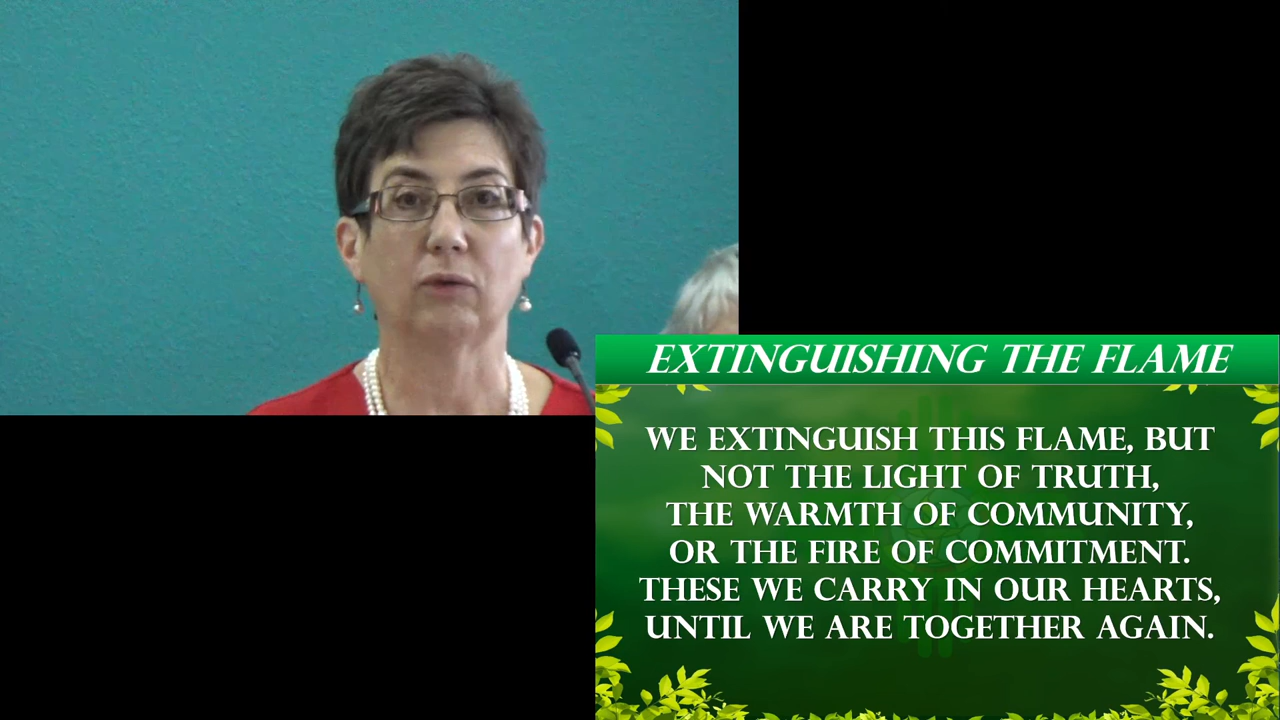 EXTINGUISHING THE FLAME
WE EXTINGUISH THIS FLAME, BUT
NOT THE LIGHT OF TRUTH,
THE WARMTH OF COMMUNITY,
OR THE FIRE OF COMMITMENT.
THESE WE CARRY IN OUR HEARTS,
UNTIL WE ARE TOGETHER AGAIN.